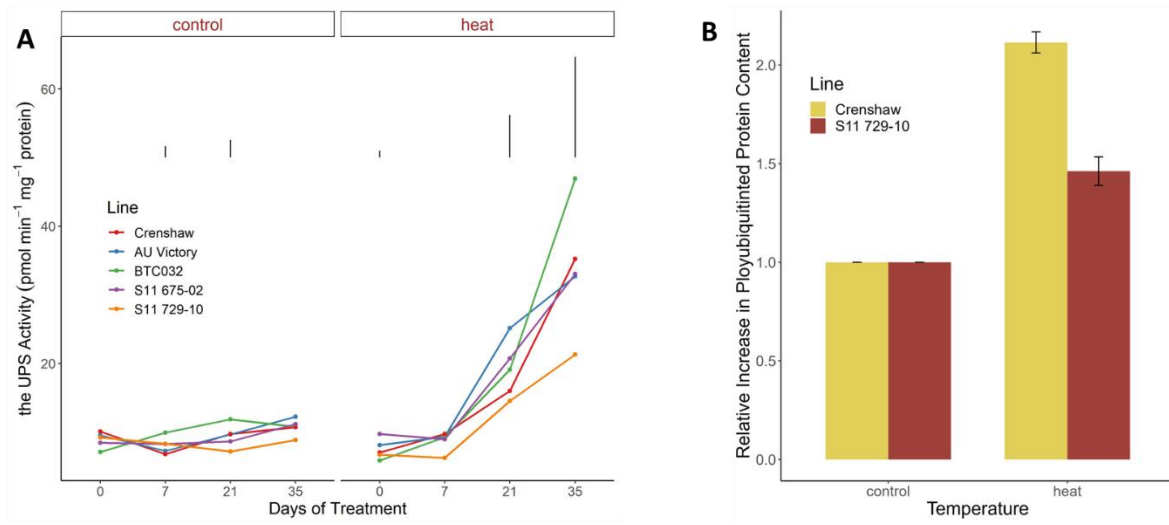 A
control
heat
the UPS Activity (pmol min⁻¹ mg⁻¹ protein)
60
40
20
Line
Crenshaw
AU Victory
BTC032
S11 675-02
S11 729-10
0
7
21
35
0
7
21
35
Days of Treatment
B
Relative Increase in Ployubiquitinted Protein Content
2.0
1.5
1.0
0.5
0.0
Line
Crenshaw
S11 729-10
control
heat
Temperature